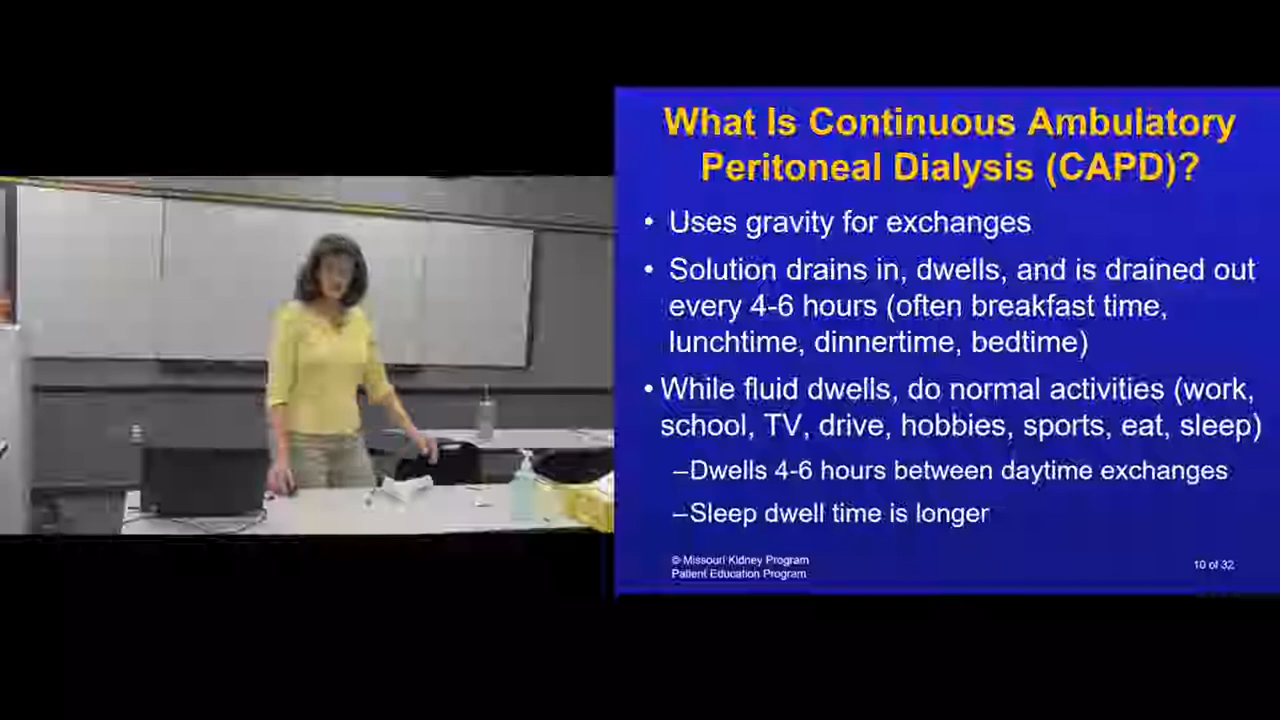 What Is Continuous Ambulatory
Peritoneal Dialysis (CAPD)?
• Uses gravity for exchanges
• Solution drains in, dwells, and is drained out
every 4-6 hours (often breakfast time,
lunchtime, dinnertime, bedtime)
• While fluid dwells, do normal activities (work,
school, TV, drive, hobbies, sports, eat, sleep)
–Dwells 4-6 hours between daytime exchanges
–Sleep dwell time is longer
© Missouri Kidney Program
Patient Education Program
10 of 32